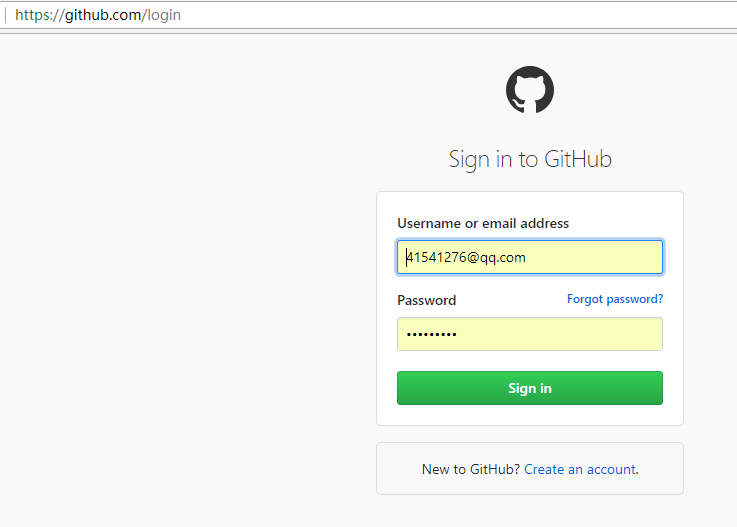 https://github.com/login
Sign in to GitHub
Username or email address
41541276@qq.com
Password Forgot password?
•••••••••
Sign in
New to GitHub? Create an account.